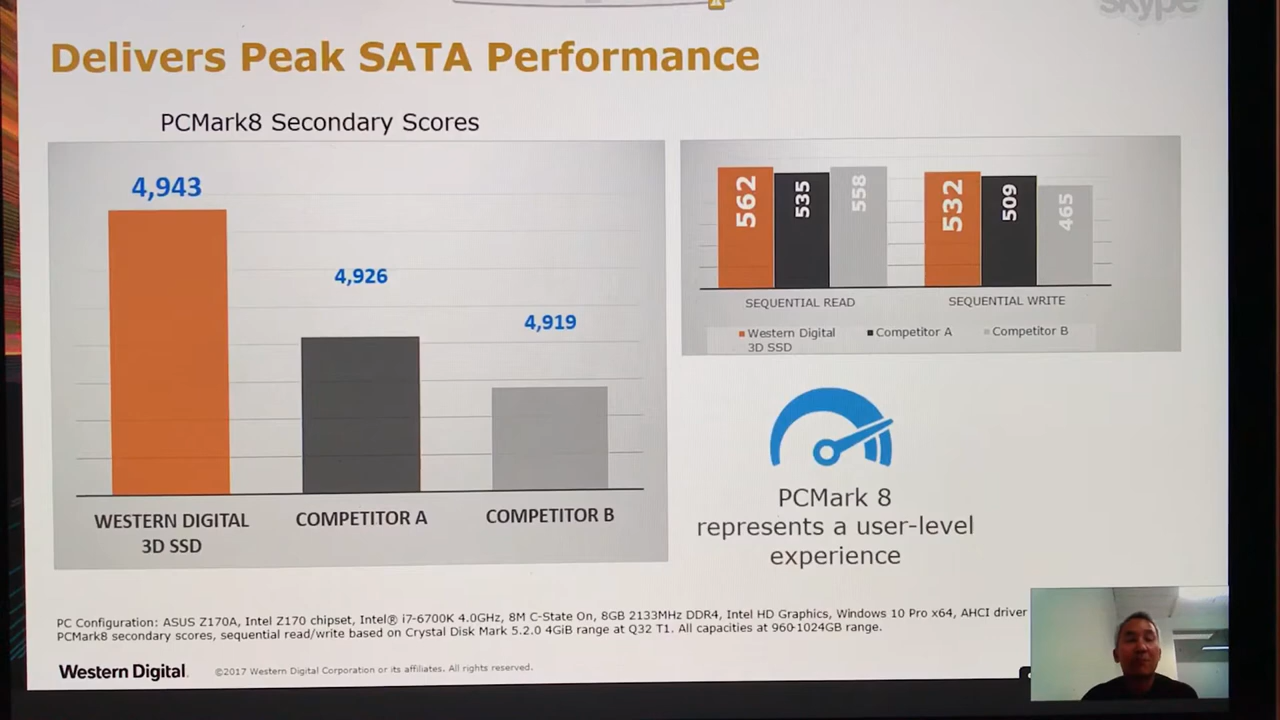 skype
Delivers Peak SATA Performance
PCMark8 Secondary Scores
4,943
4,926
4,919
WESTERN DIGITAL
3D SSD
COMPETITOR A
COMPETITOR B
562
535
558
532
509
465
SEQUENTIAL READ
SEQUENTIAL WRITE
Western Digital
3D SSD
Competitor A
Competitor B
PCMark 8
represents a user-level
experience
PC Configuration: ASUS Z170A, Intel Z170 chipset, Intel® i7-6700K 4.0GHz, 8M C-State On, 8GB 2133MHz DDR4, Intel HD Graphics, Windows 10 Pro x64, AHCI driver
PCMark8 secondary scores, sequential read/write based on Crystal Disk Mark 5.2.0 4GiB range at Q32 T1. All capacities at 960-1024GB range.
Western Digital.
©2017 Western Digital Corporation or its affiliates. All rights reserved.